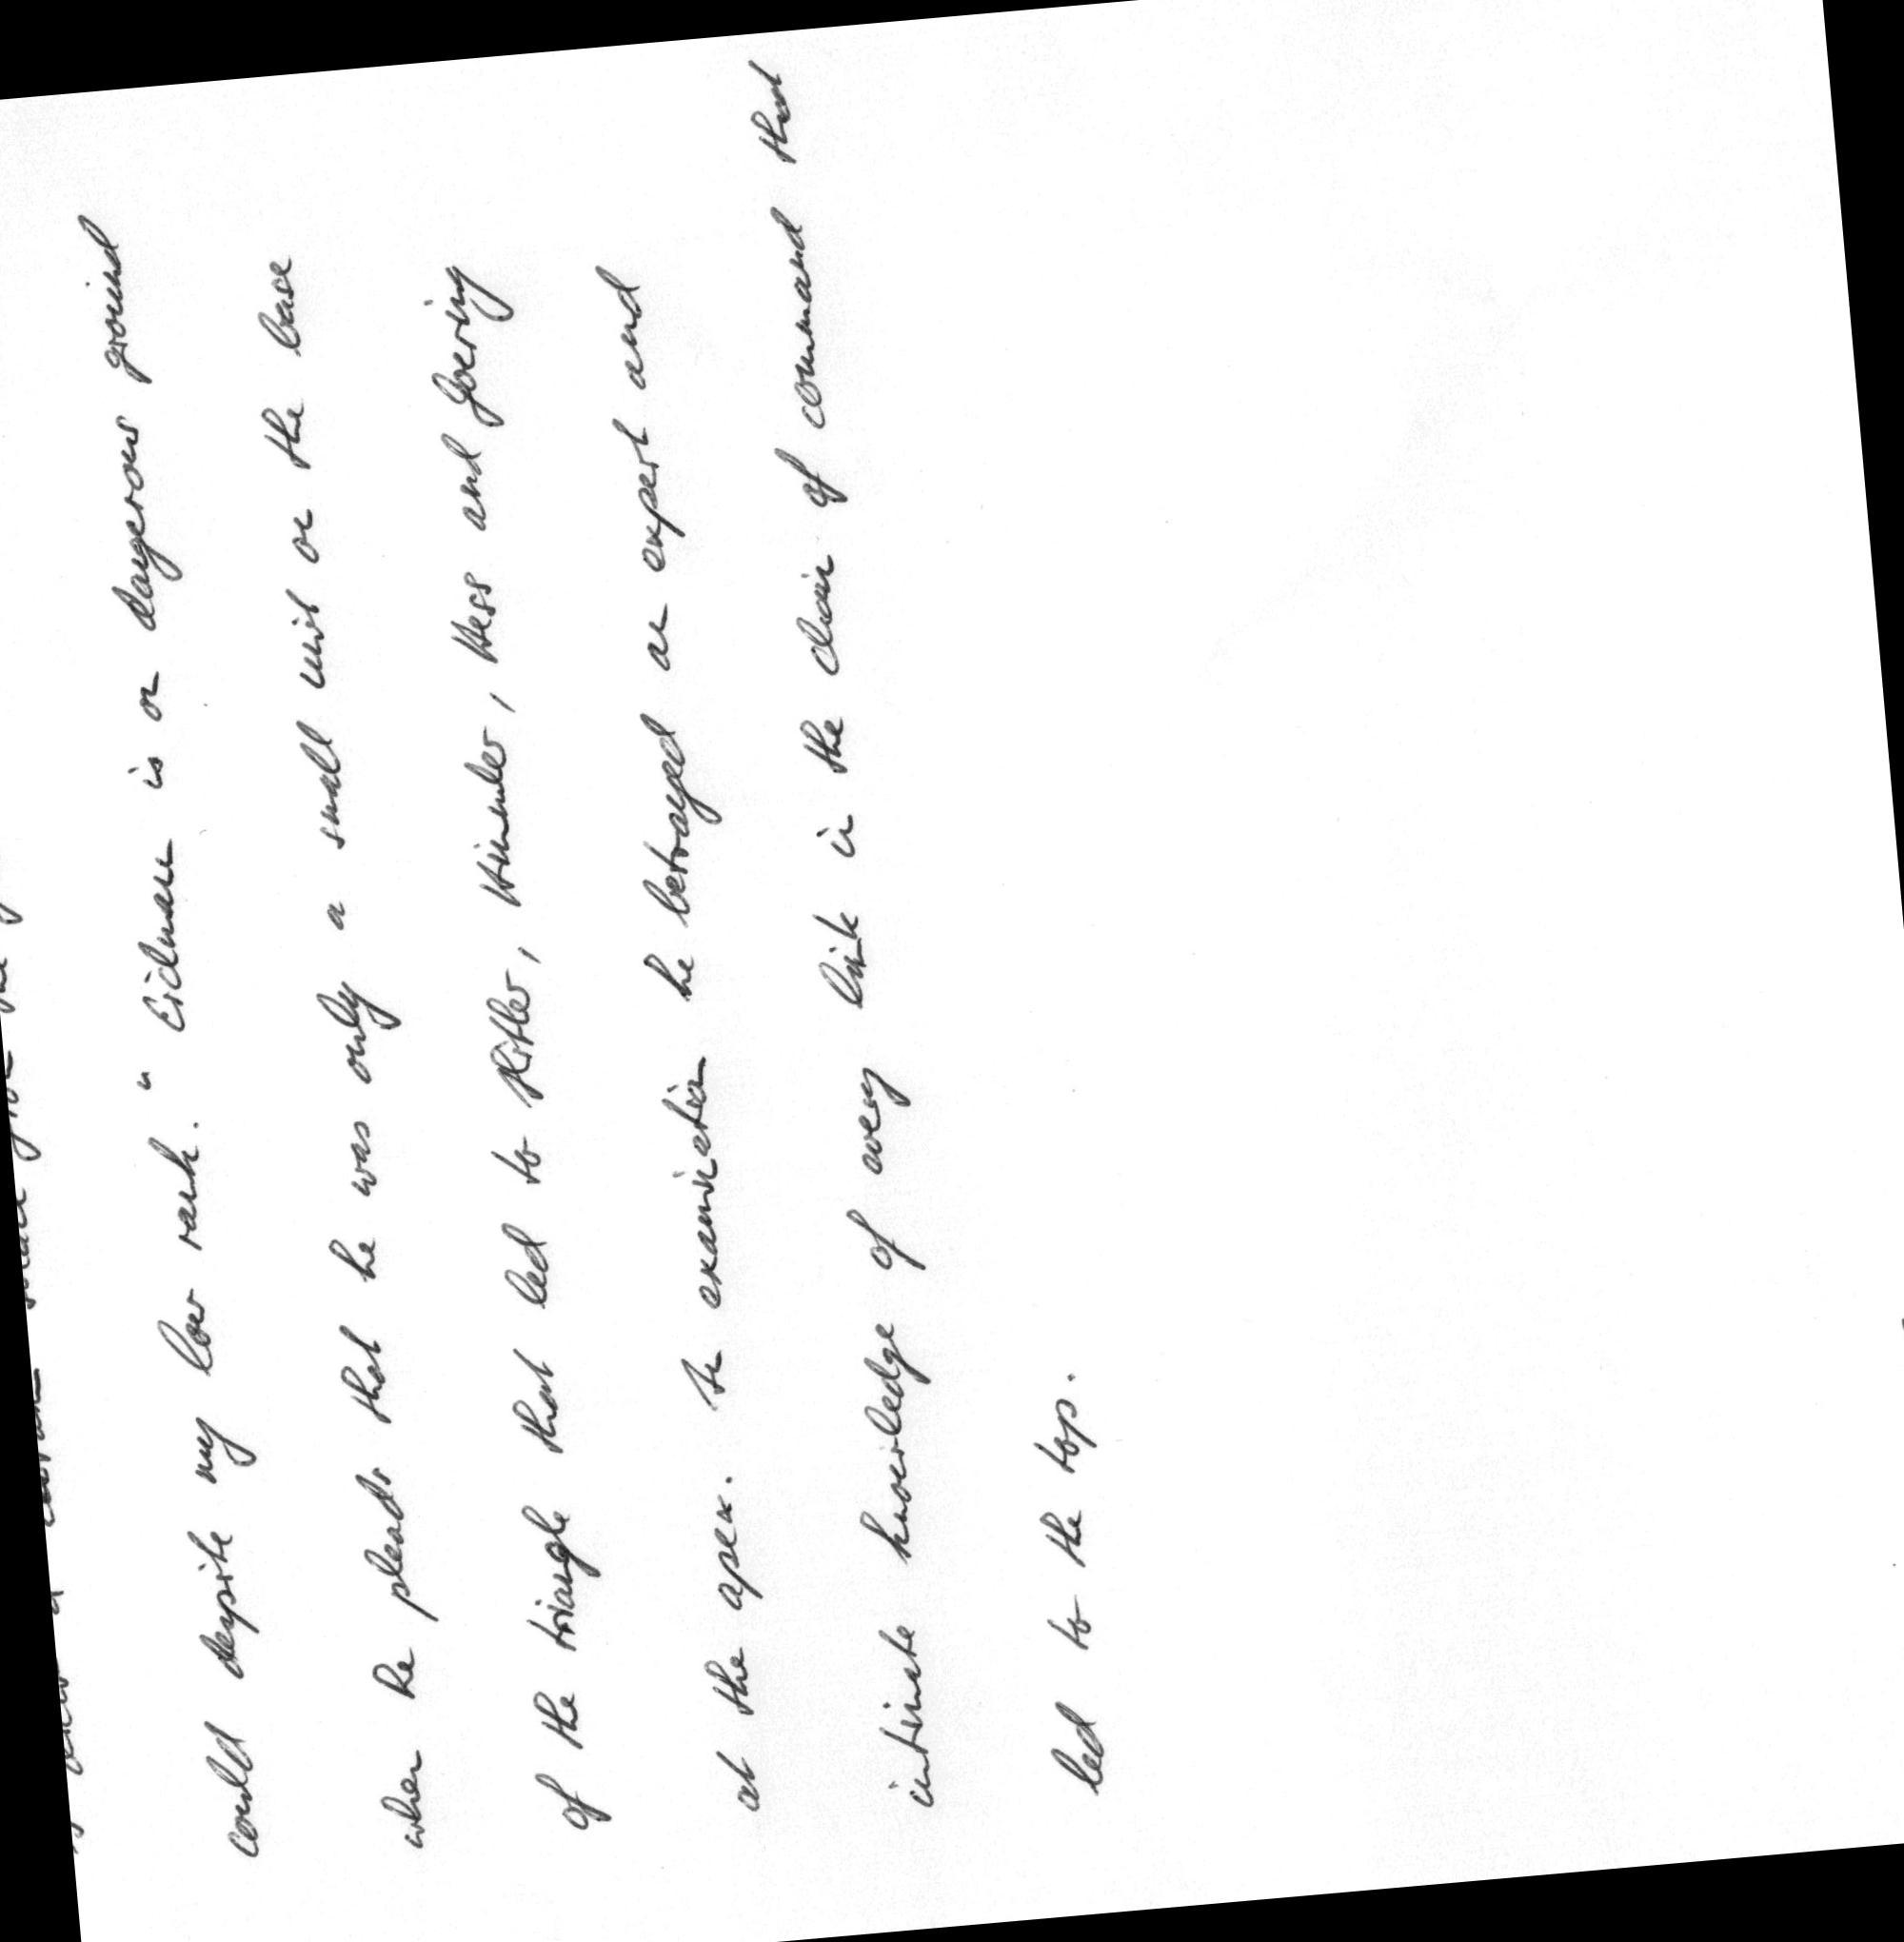 could despite my low rank." Eichmann is on dangerous ground
when he pleads that he was only a small unit on the base
of the triangle that led to Hitler, Himmler, Hess and Goering
at the apex. In examination he betrayed an expert and
intimate knowledge of every link in the chain of command that
led to the top.